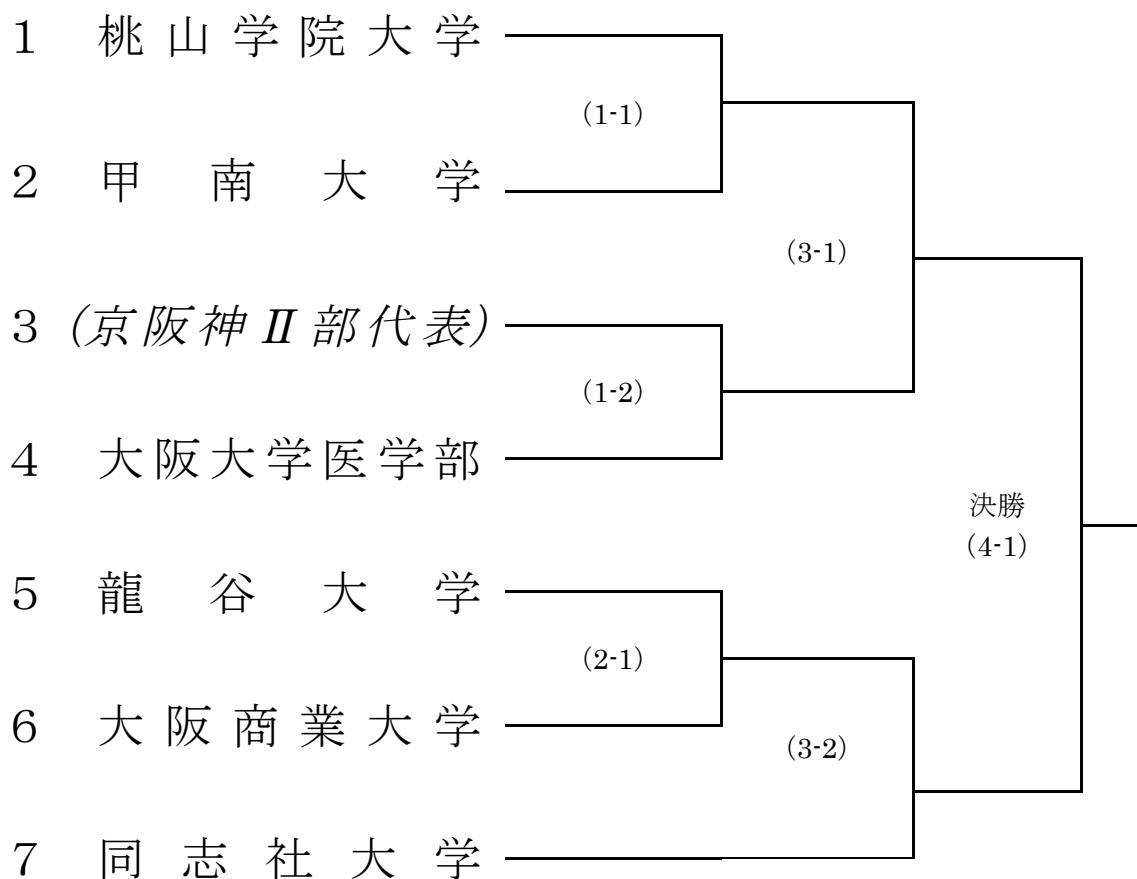 1 桃山学院大学
(1-1)
2 甲南大学
(3-1)
3 (京阪神Ⅱ部代表)
(1-2)
4 大阪大学医学部
決勝
(4-1)
5 龍谷大学
(2-1)
6 大阪商業大学
(3-2)
7 同志社大学